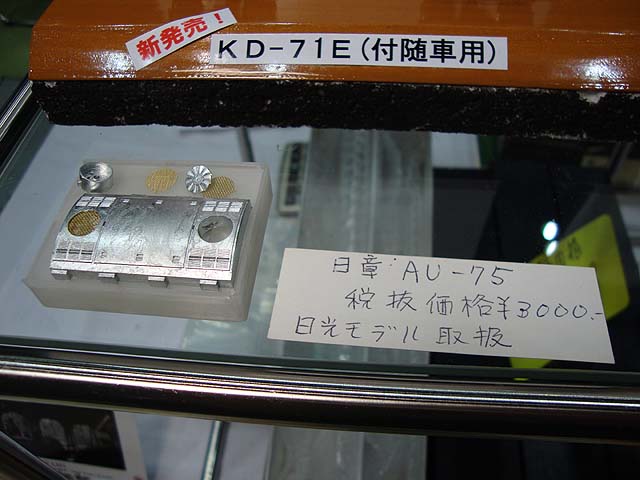 新発売！
KD-71E(付随車用)
日章 AU-75
税抜価格¥3000.-
日光モデル取扱